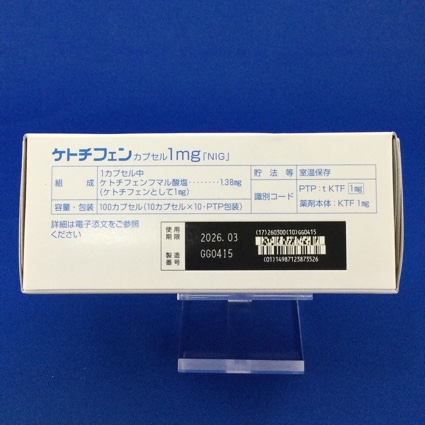 ケトチフェンカプセル1mg「NIG」
組成
1カプセル中
ケトチフェンフマル酸塩・・・・・・・・1.38mg
(ケトチフェンとして1mg)
容量・包装 100カプセル(10カプセル×10・PTP包装)
貯法等 室温保存
識別コード
PTP:t KTF 1mg
薬剤本体:KTF 1mg
詳細は電子添文をご参照
ください
使用
期限
2026.03
製造
番号
GG0415
(17)260300(10)GG0415
(01)14987123873526